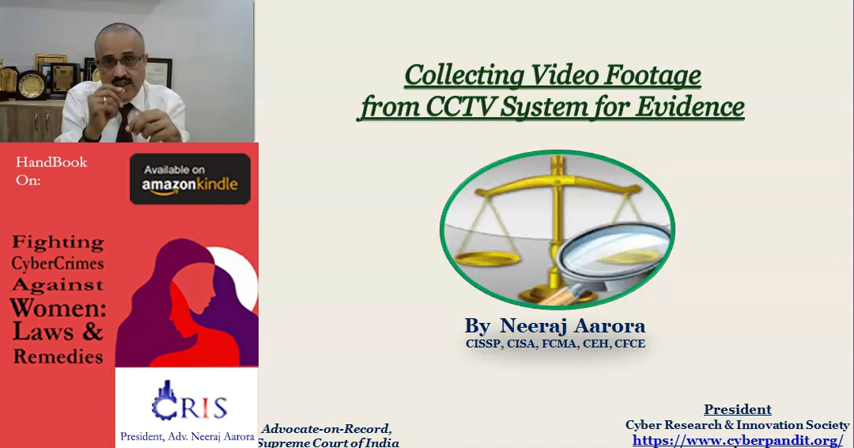 Collecting Video Footage
from CCTV System for Evidence
HandBook
On:
Available on
amazonkindle
Fighting
CyberCrimes
Against
Women:
Laws &
Remedies
By Neeraj Aarora
CISSP, CISA, FCMA, CEH, CFCE
CRIS
President, Adv. Neeraj Aarora
Advocate-on-Record,
Supreme Court of India
President
Cyber Research & Innovation Society
https://www.cyberpandit.org/